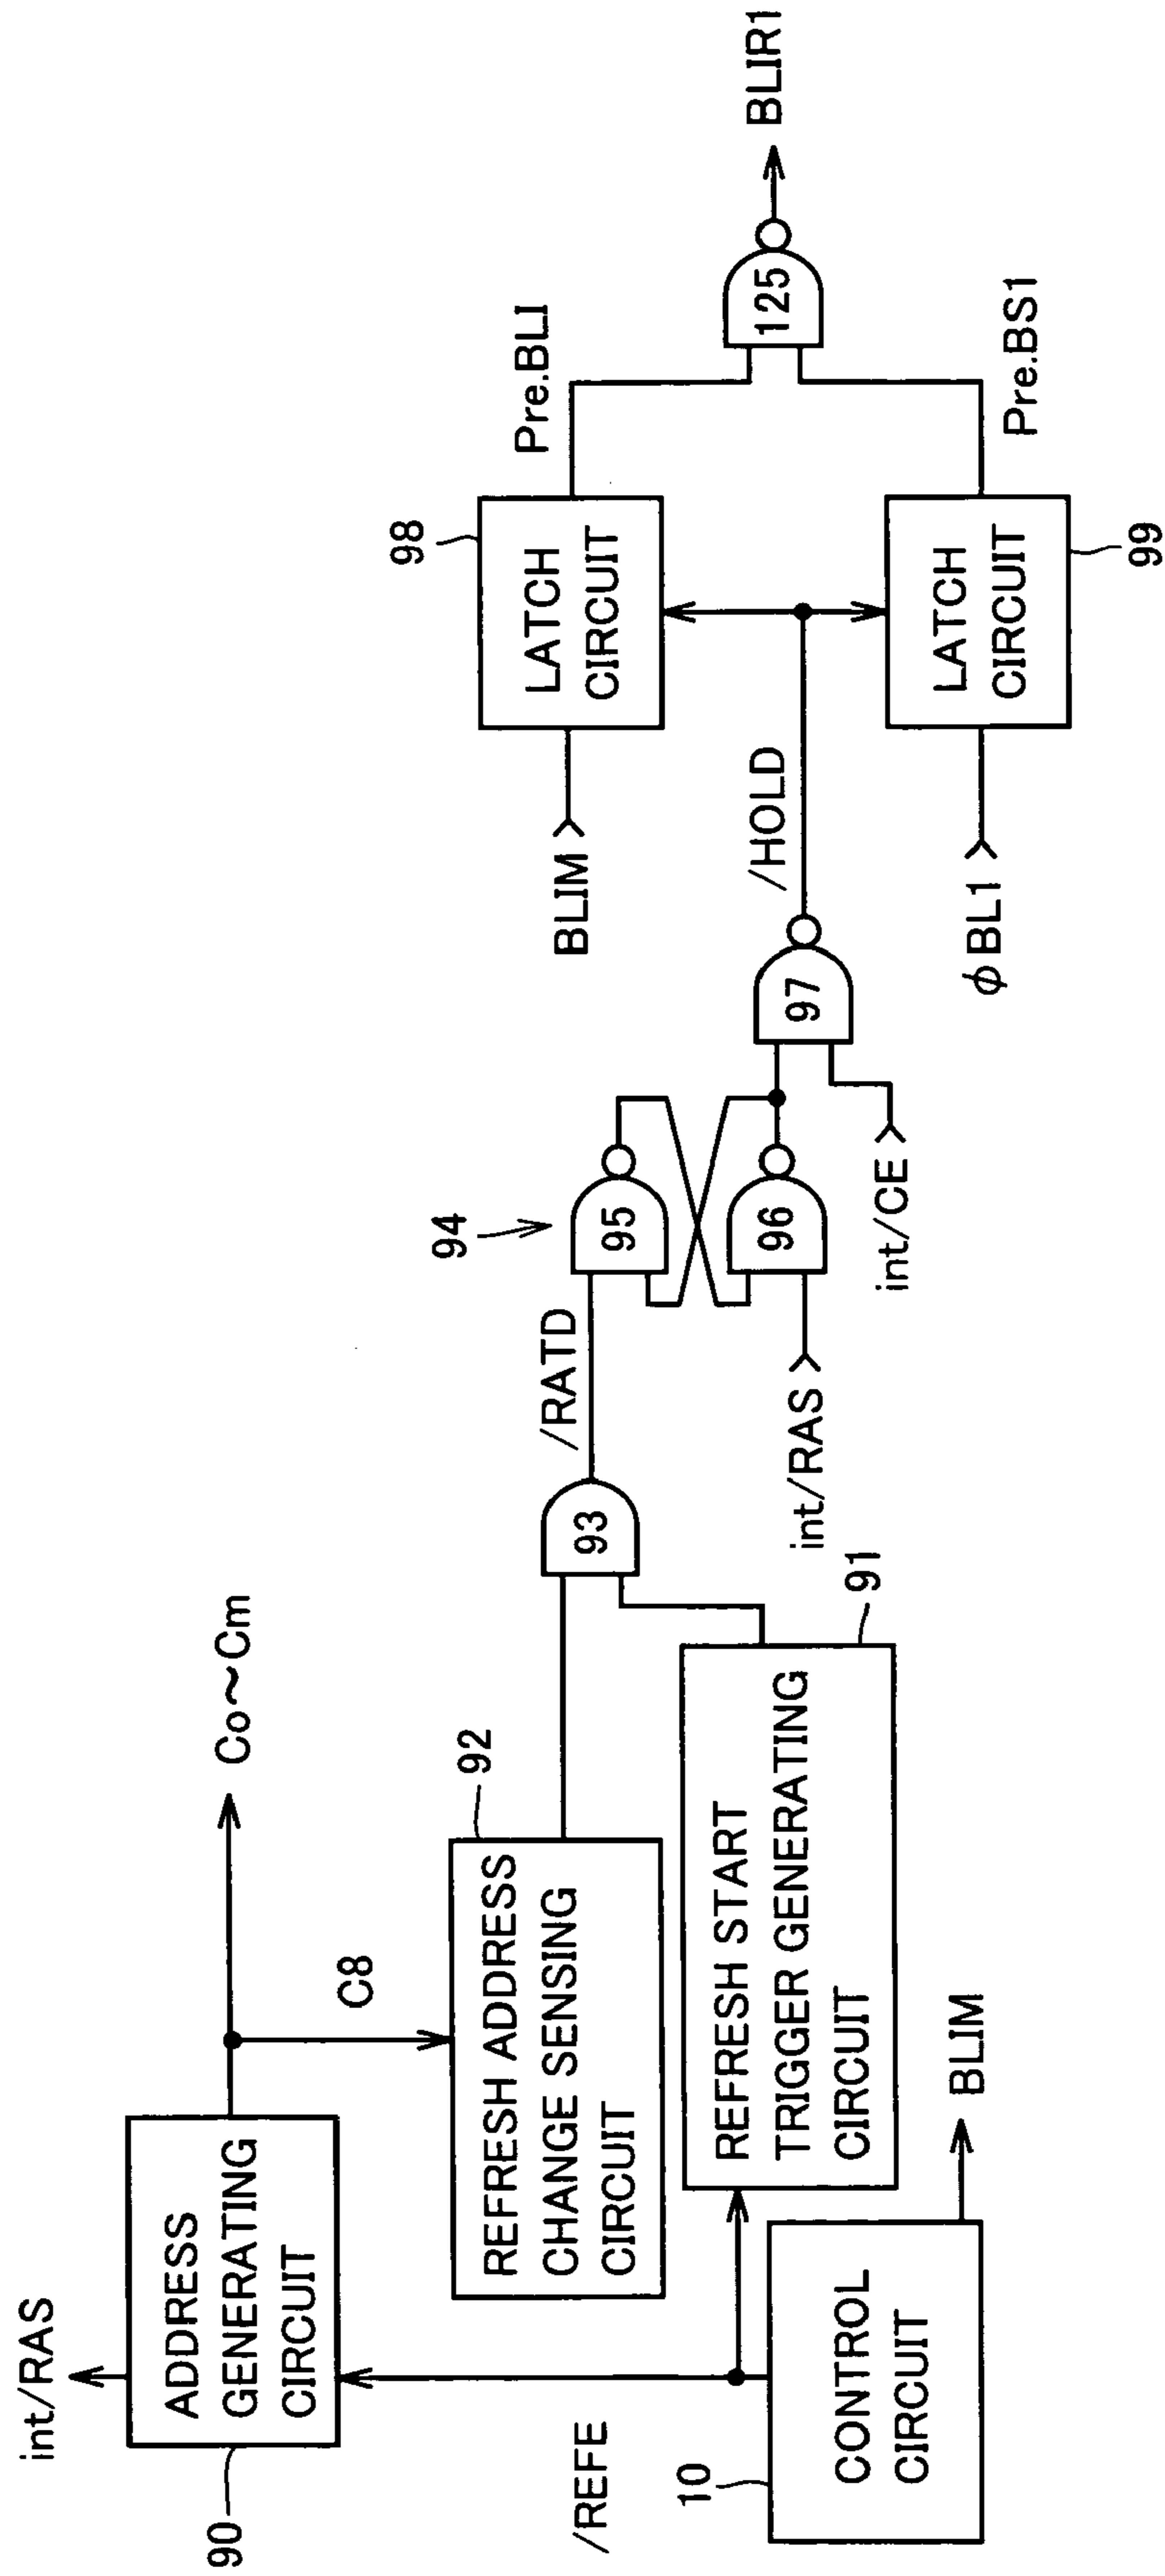 int/RAS
90
ADDRESS
GENERATING
CIRCUIT
Co~Cm
C8
/REFE
92
REFRESH ADDRESS
CHANGE SENSING
CIRCUIT
10
CONTROL
CIRCUIT
BLIM
REFRESH START
TRIGGER GENERATING
CIRCUIT
91
93
/RATD
94
95
96
int/RAS
int/CE
97
/HOLD
BLIM
98
LATCH
CIRCUIT
Pre.BLI
φBL1
LATCH
CIRCUIT
99
Pre.BS1
125
BLIR1